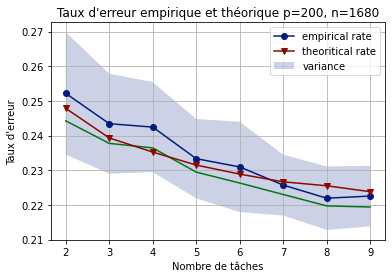 Taux d'erreur empirique et théorique p=200, n=1680
empirical rate
theoritical rate
variance
0.27
0.26
0.25
0.24
0.23
0.22
0.21
Taux d'erreur
2 3 4 5 6 7 8 9
Nombre de tâches